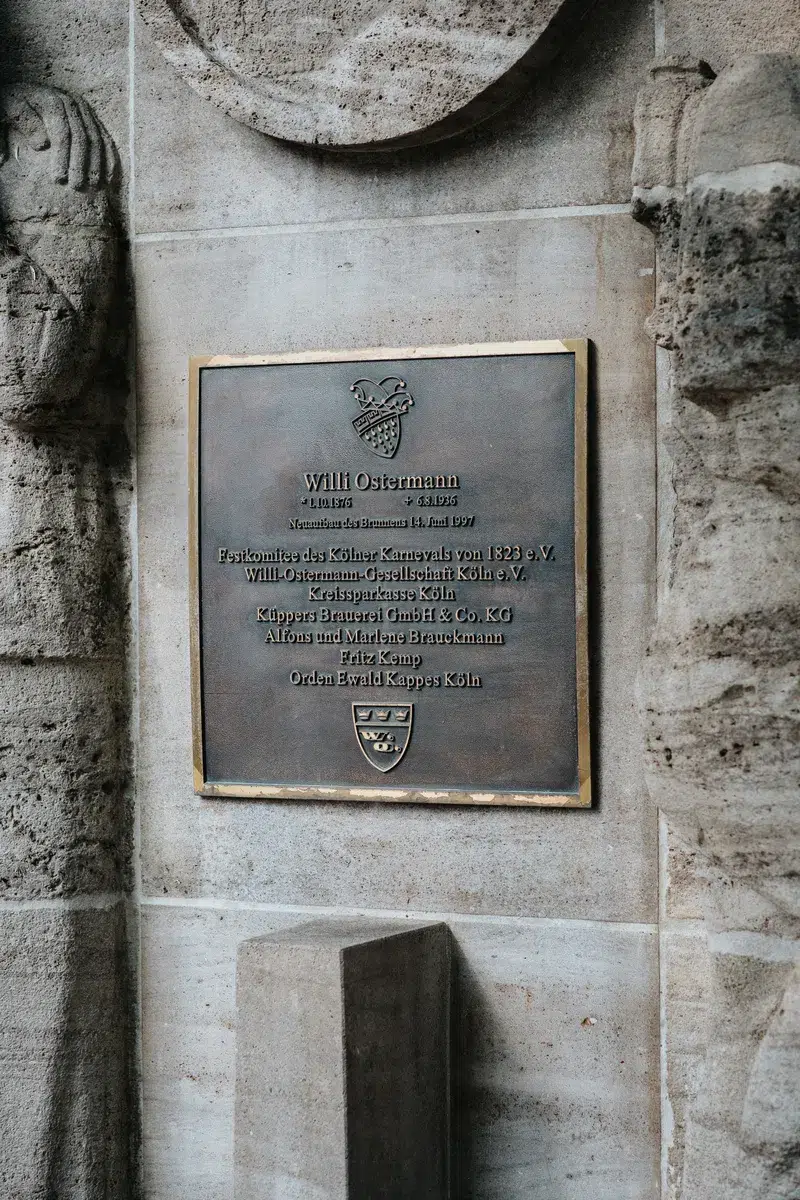 Willi Ostermann
* 1.10.1876 + 6.8.1936
Neuaufbau des Brunnens 14. Juni 1997
Festkomitee des Kölner Karnevals von 1823 e.V.
Willi-Ostermann-Gesellschaft Köln e.V.
Kreissparkasse Köln
Küppers Brauerei GmbH & Co. KG
Alfons und Marlene Brauckmann
Fritz Kemp
Orden Ewald Kappes Köln
W.
O.